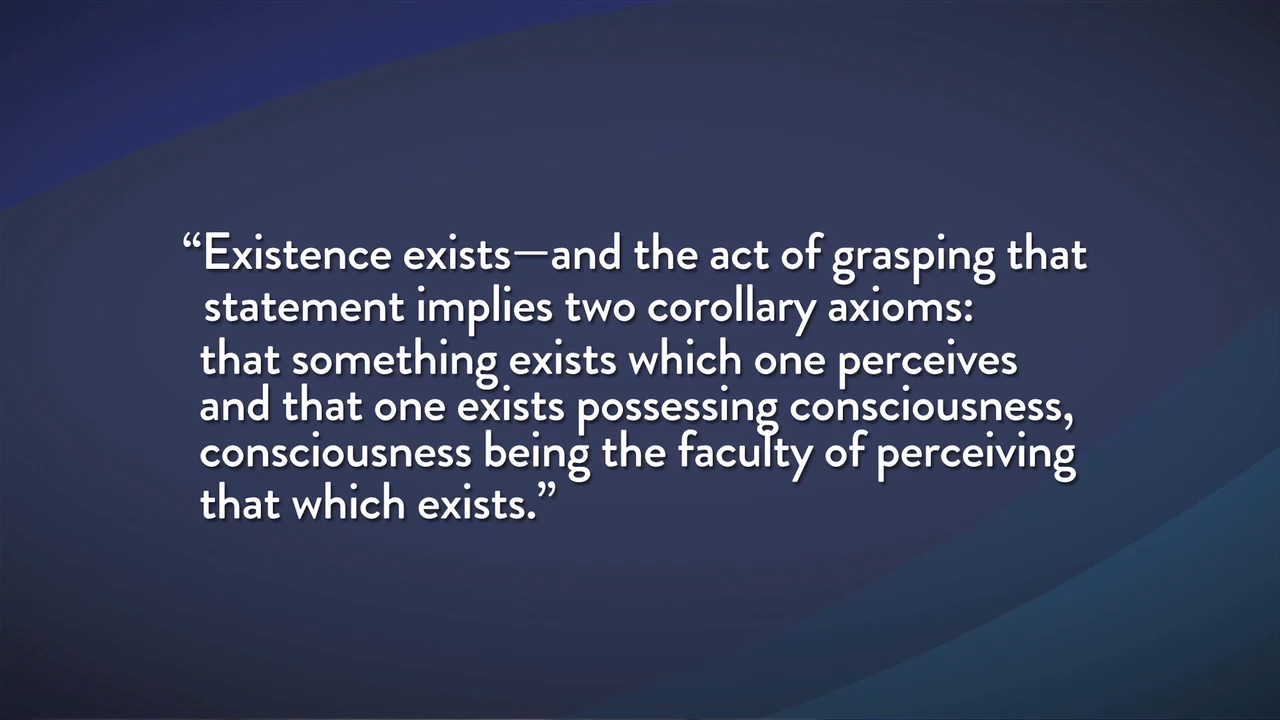 “Existence exists—and the act of grasping that
statement implies two corollary axioms:
that something exists which one perceives
and that one exists possessing consciousness,
consciousness being the faculty of perceiving
that which exists.”